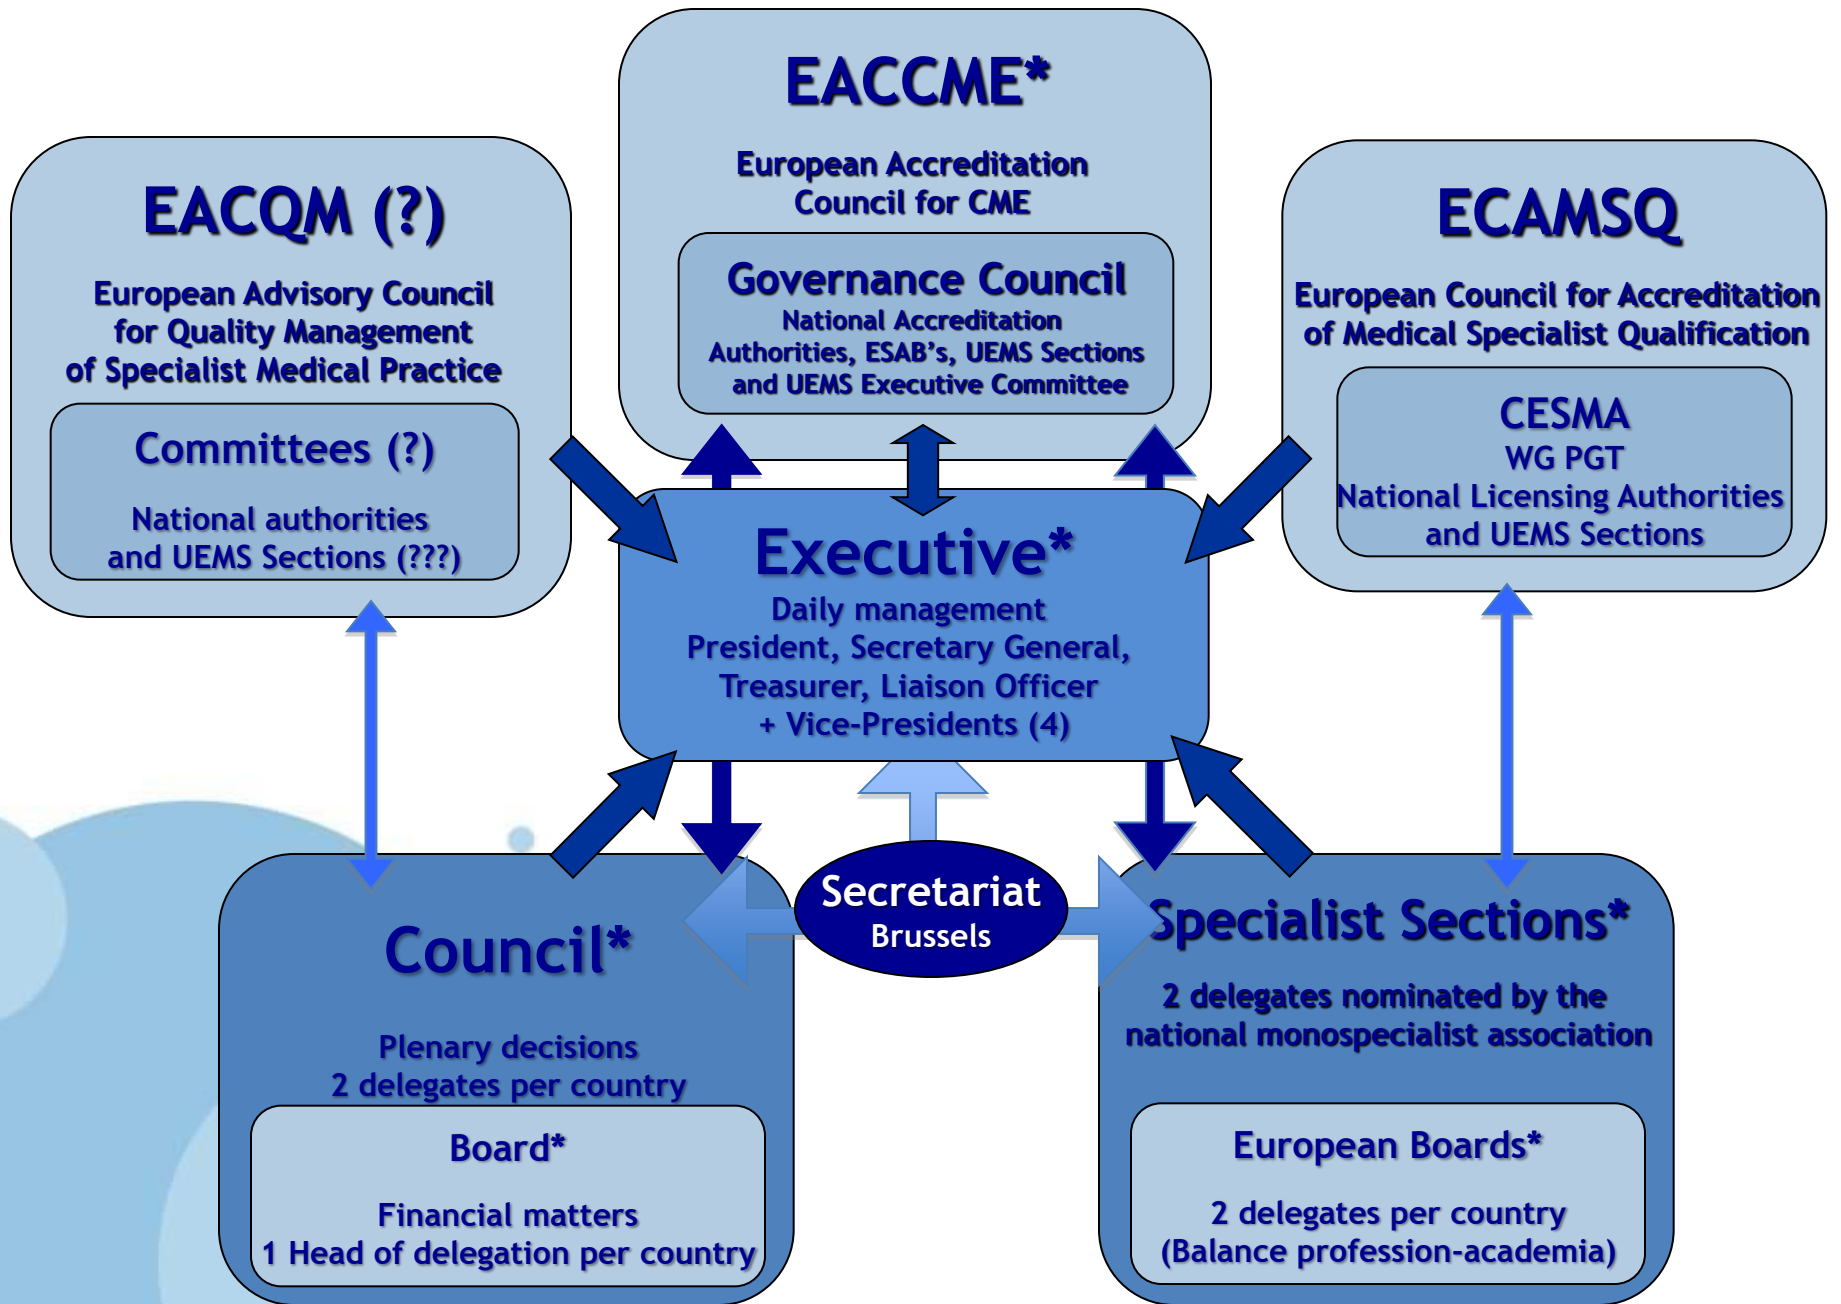 EACCME*
European Accreditation
Council for CME
Governance Council
National Accreditation
Authorities, ESAB's, UEMS Sections
and UEMS Executive Committee
EACQM (?)
European Advisory Council
for Quality Management
of Specialist Medical Practice
Committees (?)
National authorities
and UEMS Sections (???)
ECAMSQ
European Council for Accreditation
of Medical Specialist Qualification
CESMA
WG PGT
National Licensing Authorities
and UEMS Sections
Executive*
Daily management
President, Secretary General,
Treasurer, Liaison Officer
+ Vice-Presidents (4)
Secretariat
Brussels
Council*
Plenary decisions
2 delegates per country
Board*
Financial matters
1 Head of delegation per country
Specialist Sections*
2 delegates nominated by the
national monospecialist association
European Boards*
2 delegates per country
(Balance profession-academia)